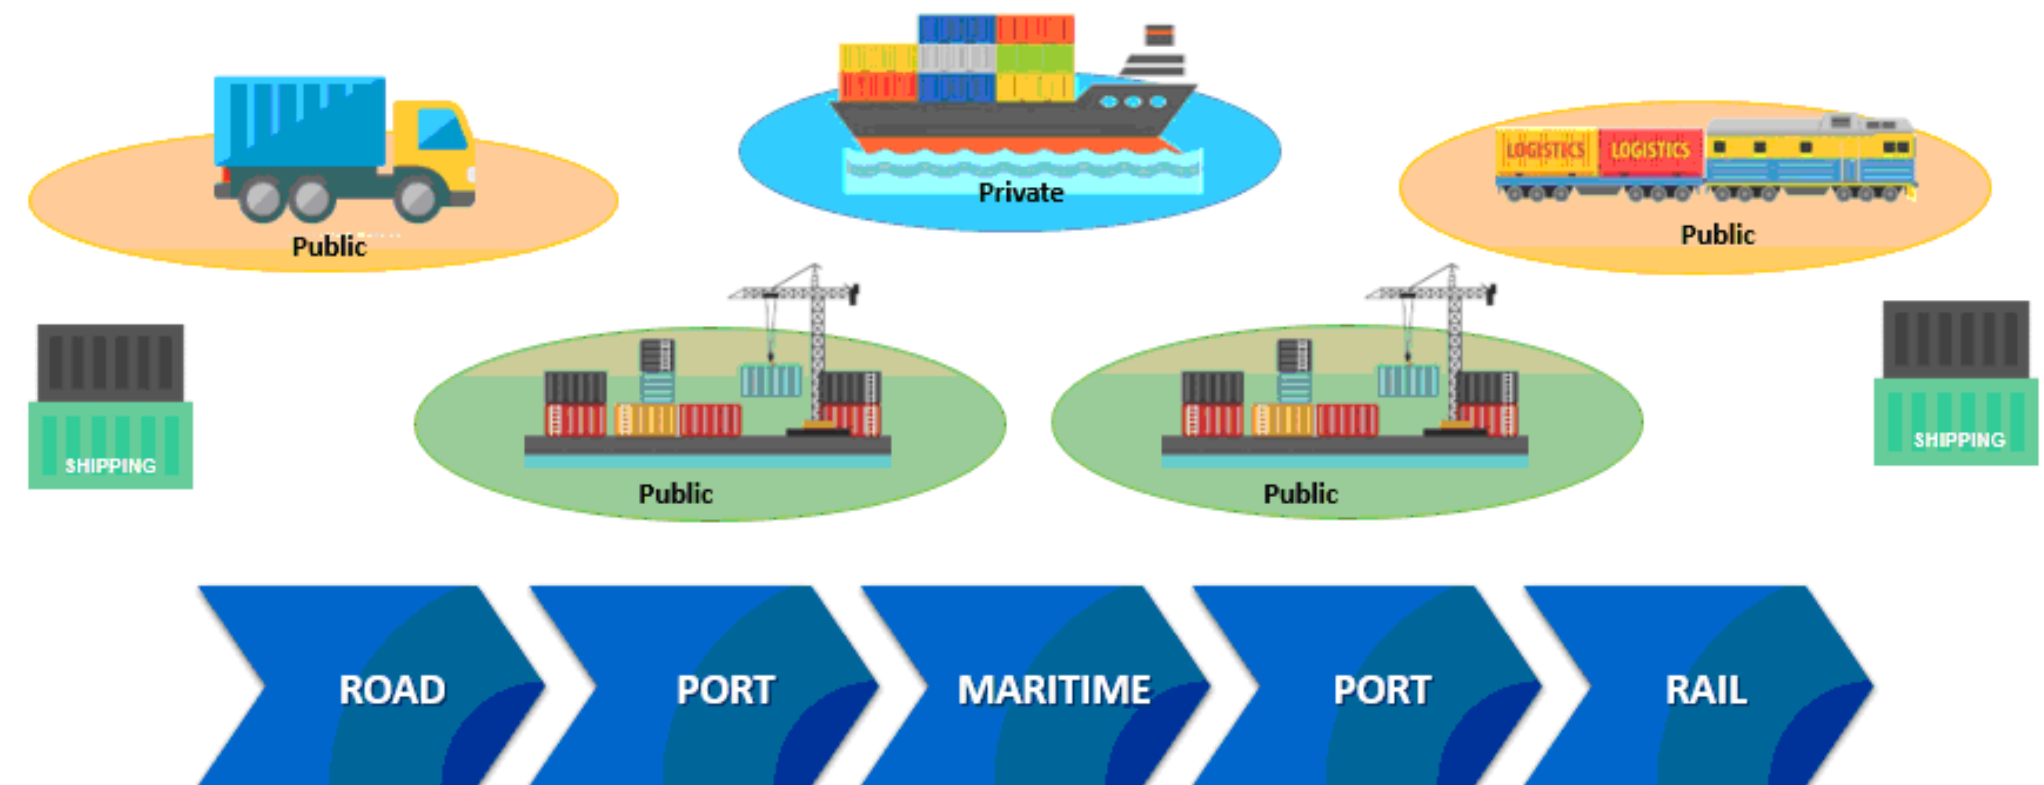 Private
LOGISTICS LOGISTICS
Public
Public
SHIPPING
SHIPPING
Public
Public
ROAD
PORT
MARITIME
PORT
RAIL